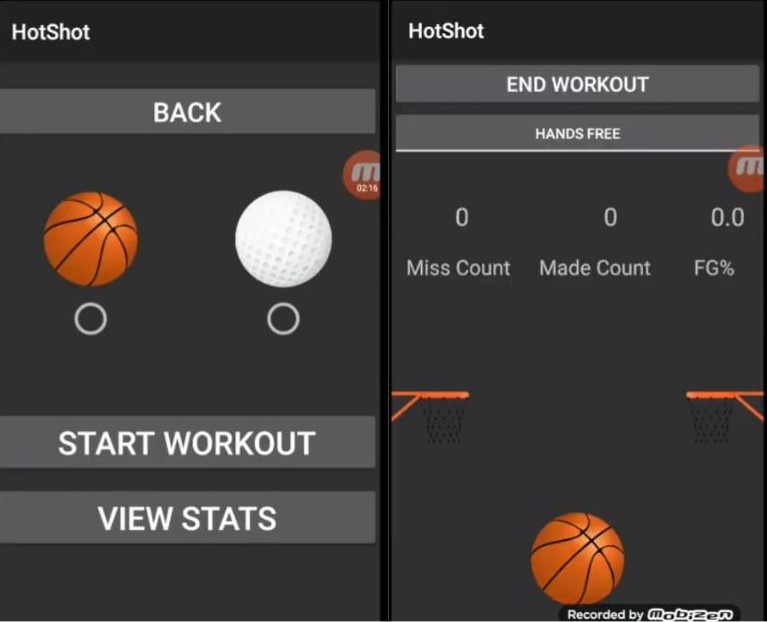 HotShot
BACK
02:16
START WORKOUT
VIEW STATS
HotShot
END WORKOUT
HANDS FREE
0 0 0.0
Miss Count Made Count FG%
Recorded by mobizen